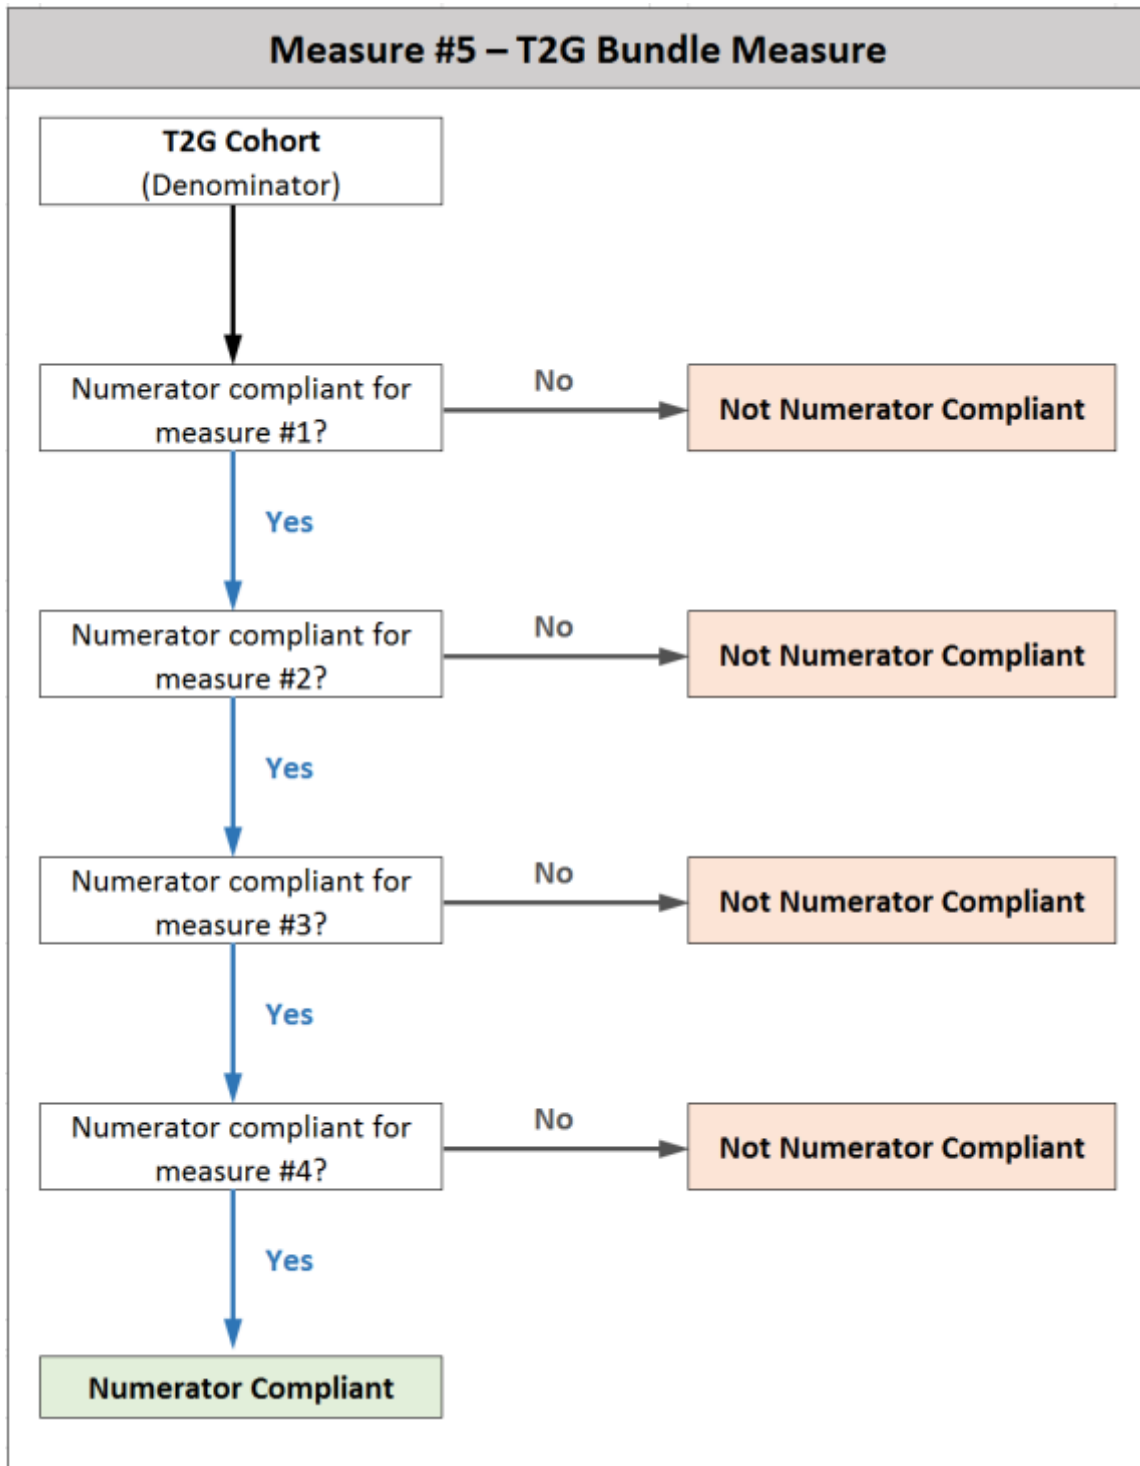 Measure #5 – T2G Bundle Measure
T2G Cohort
(Denominator)
Numerator compliant for
measure #1?
No
Not Numerator Compliant
Yes
Numerator compliant for
measure #2?
No
Not Numerator Compliant
Yes
Numerator compliant for
measure #3?
No
Not Numerator Compliant
Yes
Numerator compliant for
measure #4?
No
Not Numerator Compliant
Yes
Numerator Compliant